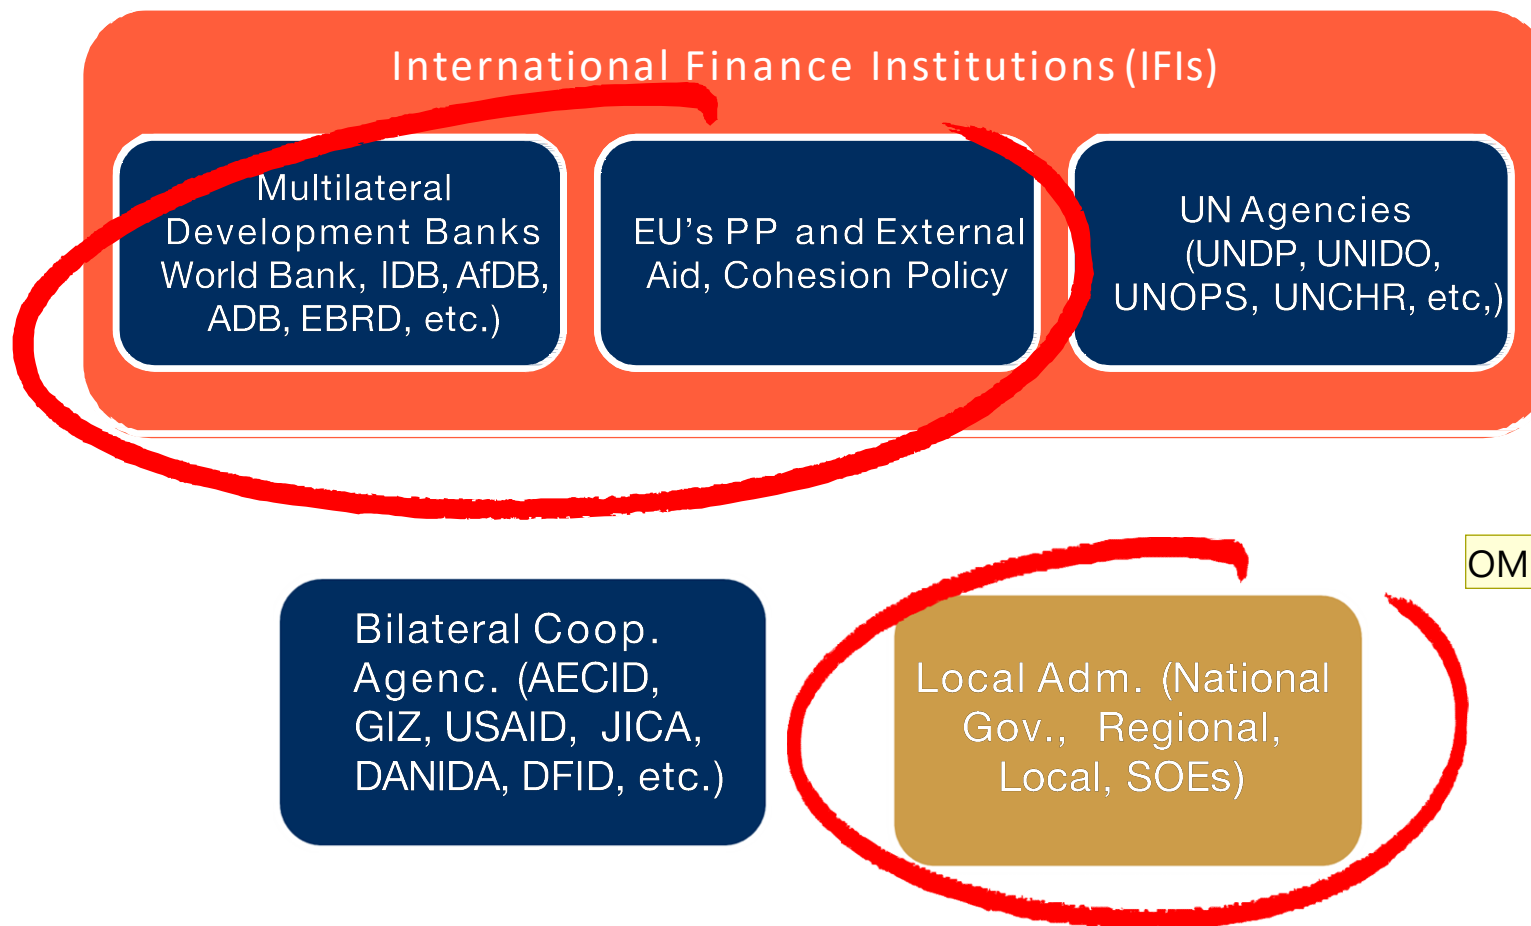 International Finance Institutions (IFIs)
Multilateral
Development Banks
World Bank, IDB, AfDB,
ADB, EBRD, etc.)
EU's PP and External
Aid, Cohesion Policy
UN Agencies
(UNDP, UNIDO,
UNOPS, UNCHR, etc,)
OM
Bilateral Coop.
Agenc. (AECID,
GIZ, USAID, JICA,
DANIDA, DFID, etc.)
Local Adm. (National
Gov., Regional,
Local, SOEs)